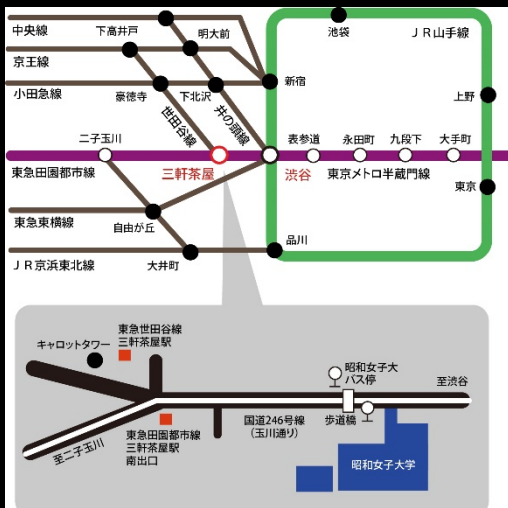 中央線
下高井戸
明大前
池袋
JR山手線
京王線
小田急線
豪徳寺
下北沢
新宿
上野
世田谷線
井の頭線
二子玉川
表参道
永田町
九段下
大手町
東急田園都市線
三軒茶屋
渋谷
東京メトロ半蔵門線
東京
東急東横線
自由が丘
品川
JR京浜東北線
大井町
キャロットタワー
東急世田谷線
三軒茶屋駅
昭和女子大
バス停
至渋谷
至二子玉川
東急田園都市線
三軒茶屋駅
南出口
国道246号線
(玉川通り)
歩道橋
昭和女子大学